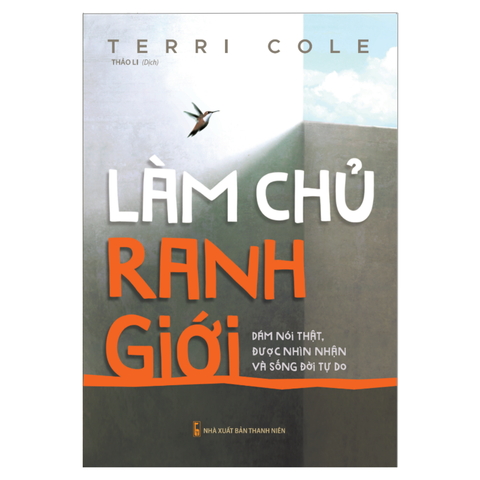 TERRI COLE
THẢO LI (Dịch)
LÀM CHỦ
RANH
GIỚI
DÁM NÓI THẬT,
ĐƯỢC NHÌN NHẬN
VÀ SỐNG ĐỜI TỰ DO
NHÀ XUẤT BẢN THANH NIÊN